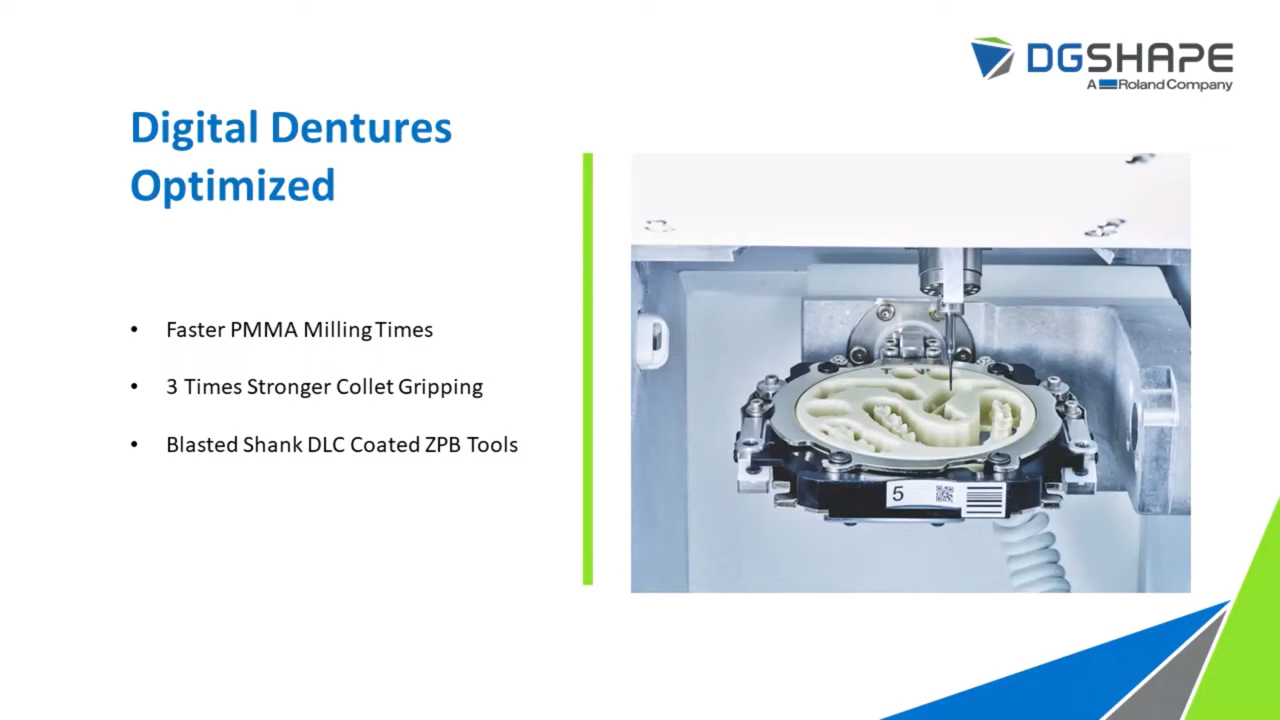 DGSHAPE
A Roland Company
Digital Dentures
Optimized
• Faster PMMA Milling Times
• 3 Times Stronger Collet Gripping
• Blasted Shank DLC Coated ZPB Tools
5